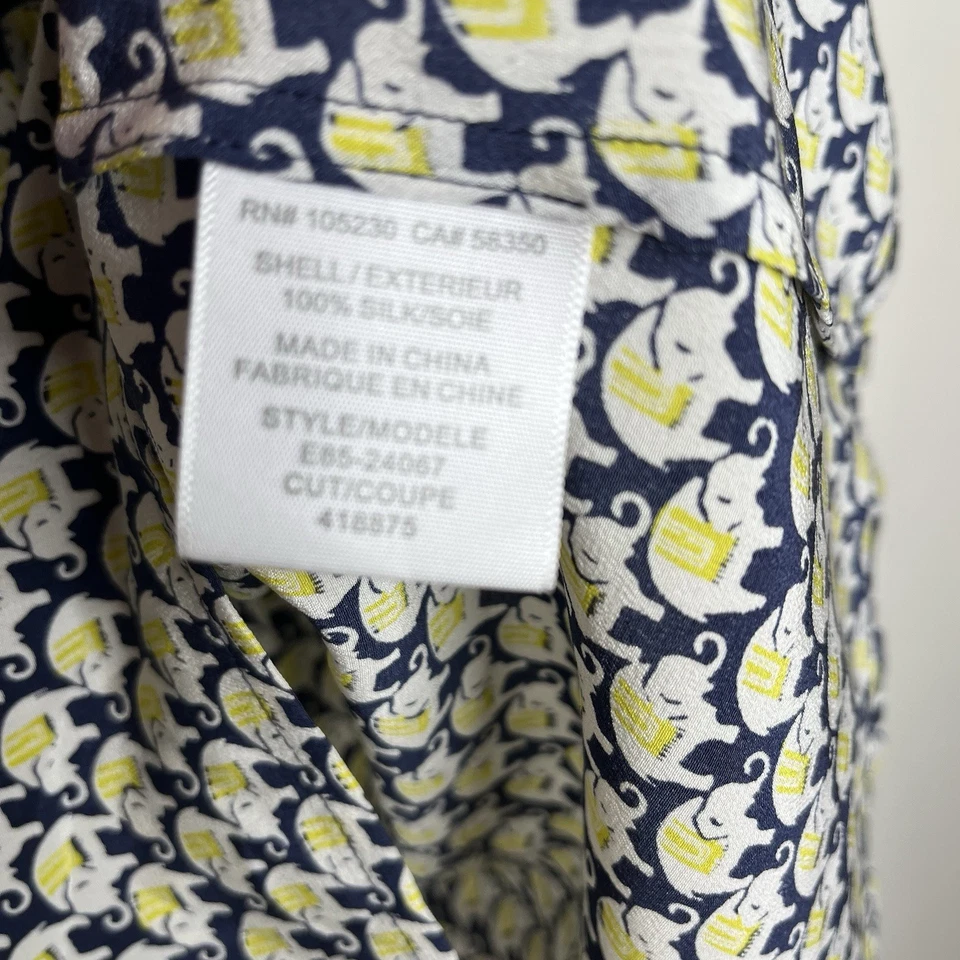 RN# 105230 CA# 56350
SHELL/EXTERIEUR
100% SILK/SOIE
MADE IN CHINA
FABRIQUE EN CHINE
STYLE/MODELE
E85-24067
CUT/COUPE
418875